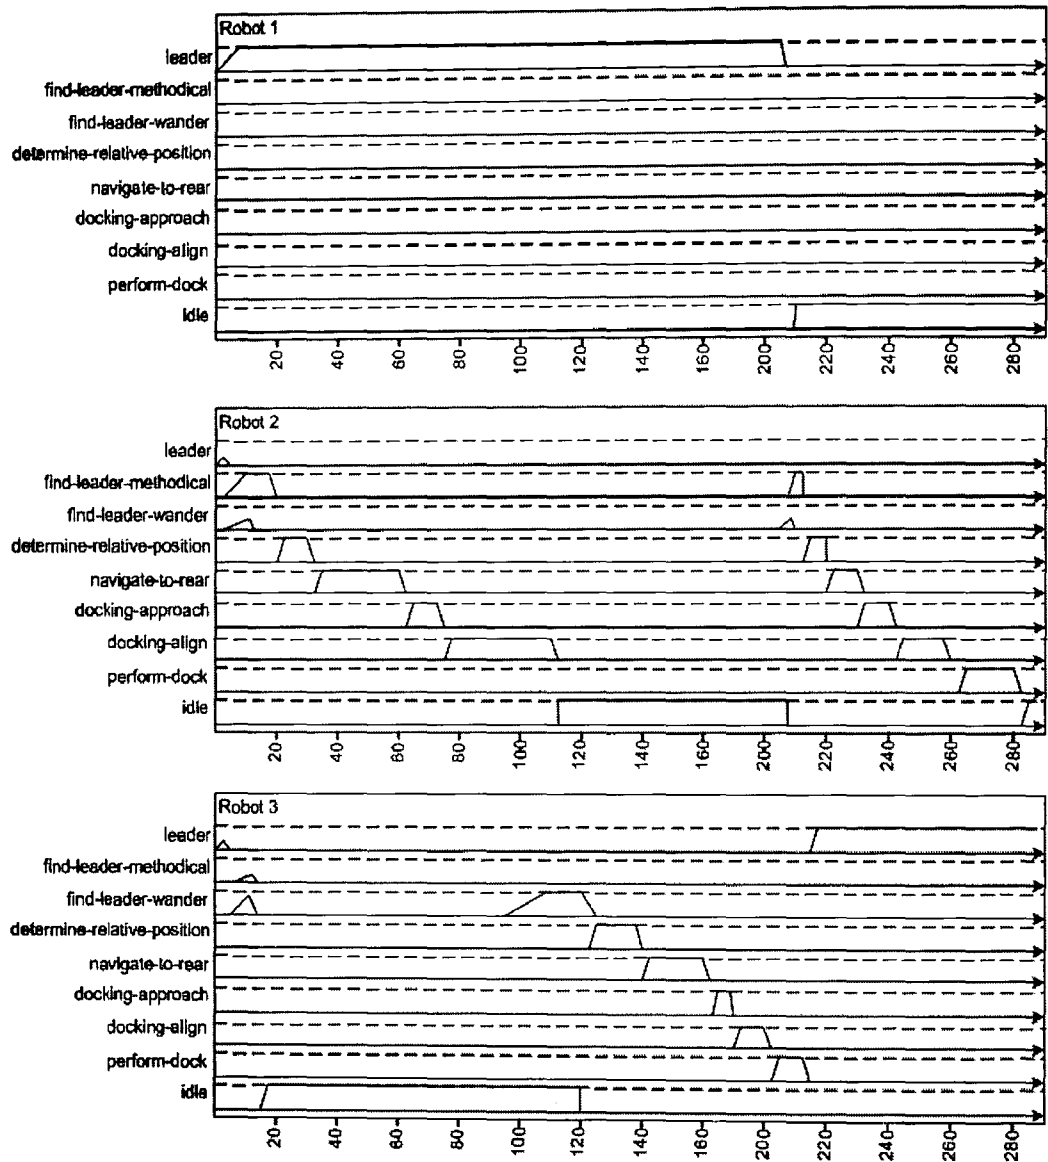 Robot 1
leader
find-leader-methodical
find-leader-wander
determine-relative-position
navigate-to-rear
docking-approach
docking-align
perform-dock
idle
20 40 60 80 100 120 140 160 180 200 220 240 260 280
Robot 2
leader
find-leader-methodical
find-leader-wander
determine-relative-position
navigate-to-rear
docking-approach
docking-align
perform-dock
idle
20 40 60 80 100 120 140 160 180 200 220 240 260 280
Robot 3
leader
find-leader-methodical
find-leader-wander
determine-relative-position
navigate-to-rear
docking-approach
docking-align
perform-dock
idle
20 40 60 80 100 120 140 160 180 200 220 240 260 280